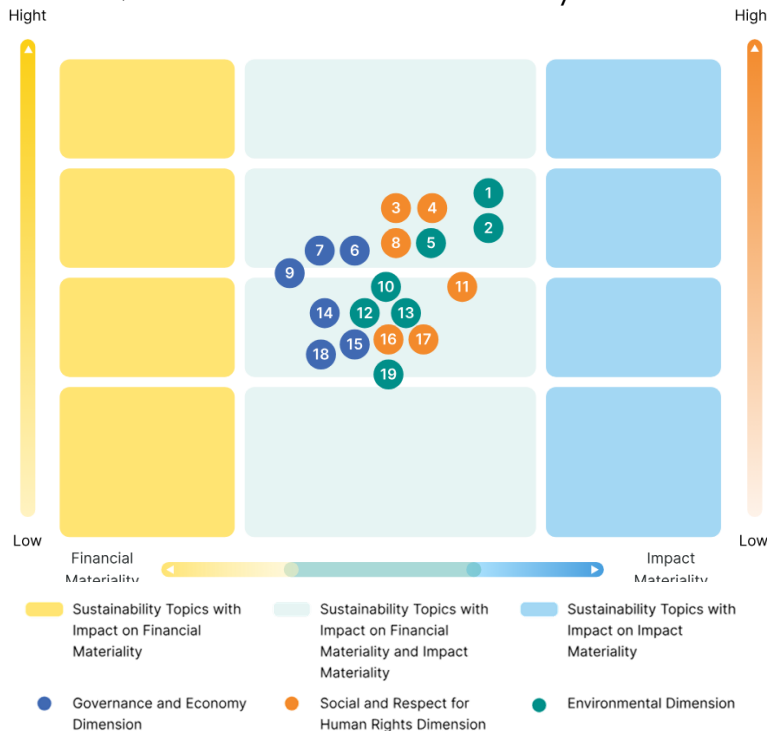 Hight
High
1
3
4
2
8
5
7
6
9
10
11
14
12
13
15
16
17
18
19
Low
Low
Financial
Materiality
Impact
Materiality
Sustainability Topics with
Impact on Financial
Materiality
Sustainability Topics with
Impact on Financial
Materiality and Impact
Materiality
Sustainability Topics with
Impact on Impact
Materiality
Governance and Economy
Dimension
Social and Respect for
Human Rights Dimension
Environmental Dimension